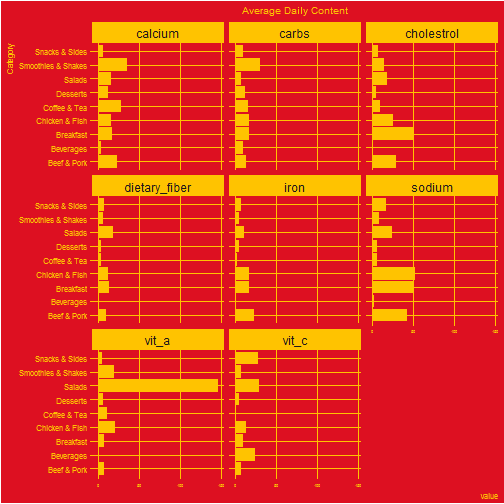 Average Daily Content
Category
calcium
carbs
cholestrol
Snacks & Sides
Smoothies & Shakes
Salads
Desserts
Coffee & Tea
Chicken & Fish
Breakfast
Beverages
Beef & Pork
dietary_fiber
iron
sodium
Snacks & Sides
Smoothies & Shakes
Salads
Desserts
Coffee & Tea
Chicken & Fish
Breakfast
Beverages
Beef & Pork
vit_a
vit_c
Snacks & Sides
Smoothies & Shakes
Salads
Desserts
Coffee & Tea
Chicken & Fish
Breakfast
Beverages
Beef & Pork
value